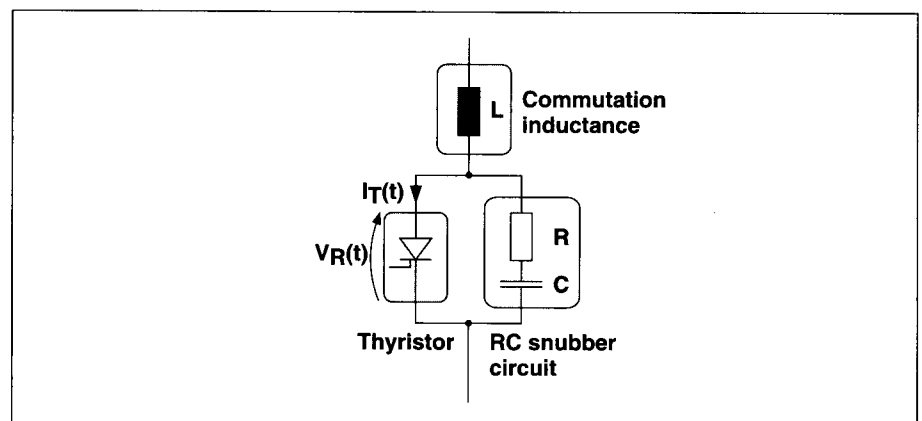 L
Commutation
inductance
IT(t)
VR(t)
R
C
Thyristor
RC snubber
circuit